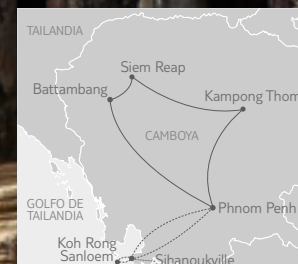 TAILANDIA
Siem Reap
Battambang
Kampong Thom
CAMBOYA
GOLFO DE
TAILANDIA
Phnom Penh
Koh Rong
Sanloem
Sihanoukville